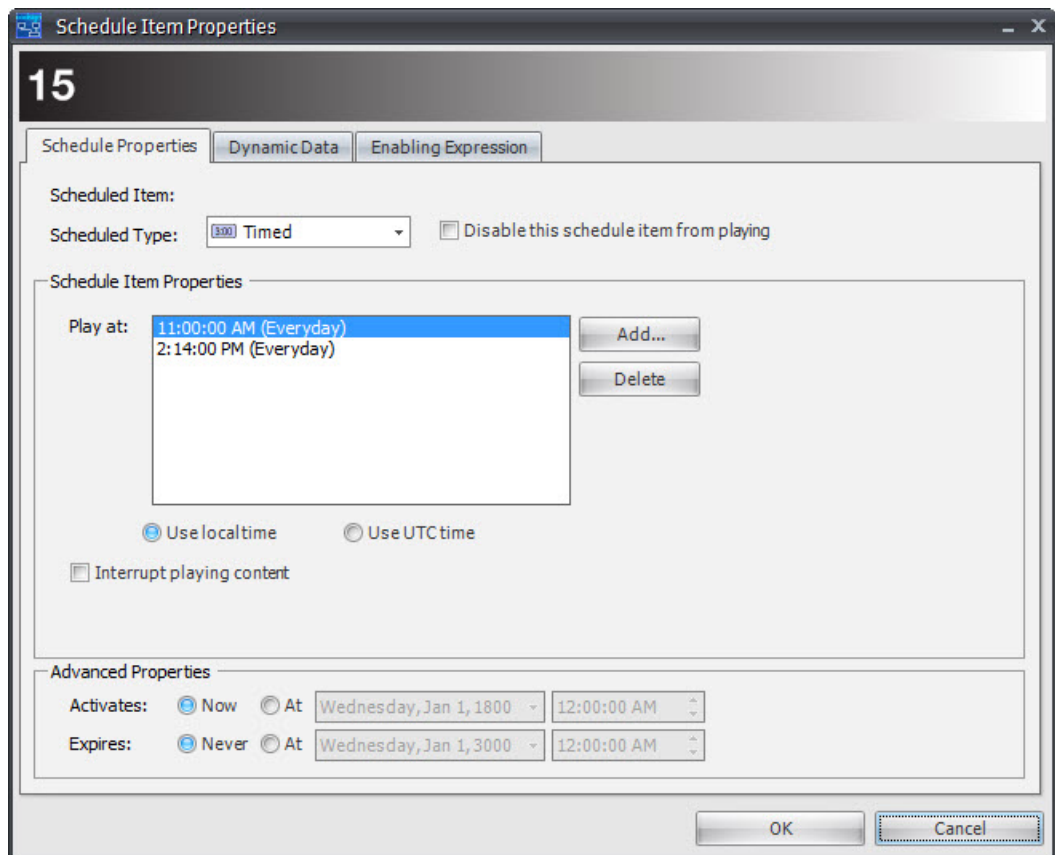 Schedule Item Properties
15
Schedule Properties Dynamic Data Enabling Expression
Scheduled Item:
Scheduled Type: 3:00 Timed Disable this schedule item from playing
Schedule Item Properties
Play at: 11:00:00 AM (Everyday) Add...
2:14:00 PM (Everyday)
Delete
Use local time Use UTC time
Interrupt playing content
Advanced Properties
Activates: Now At Wednesday, Jan 1, 1800 12:00:00 AM
Expires: Never At Wednesday, Jan 1, 3000 12:00:00 AM
OK Cancel